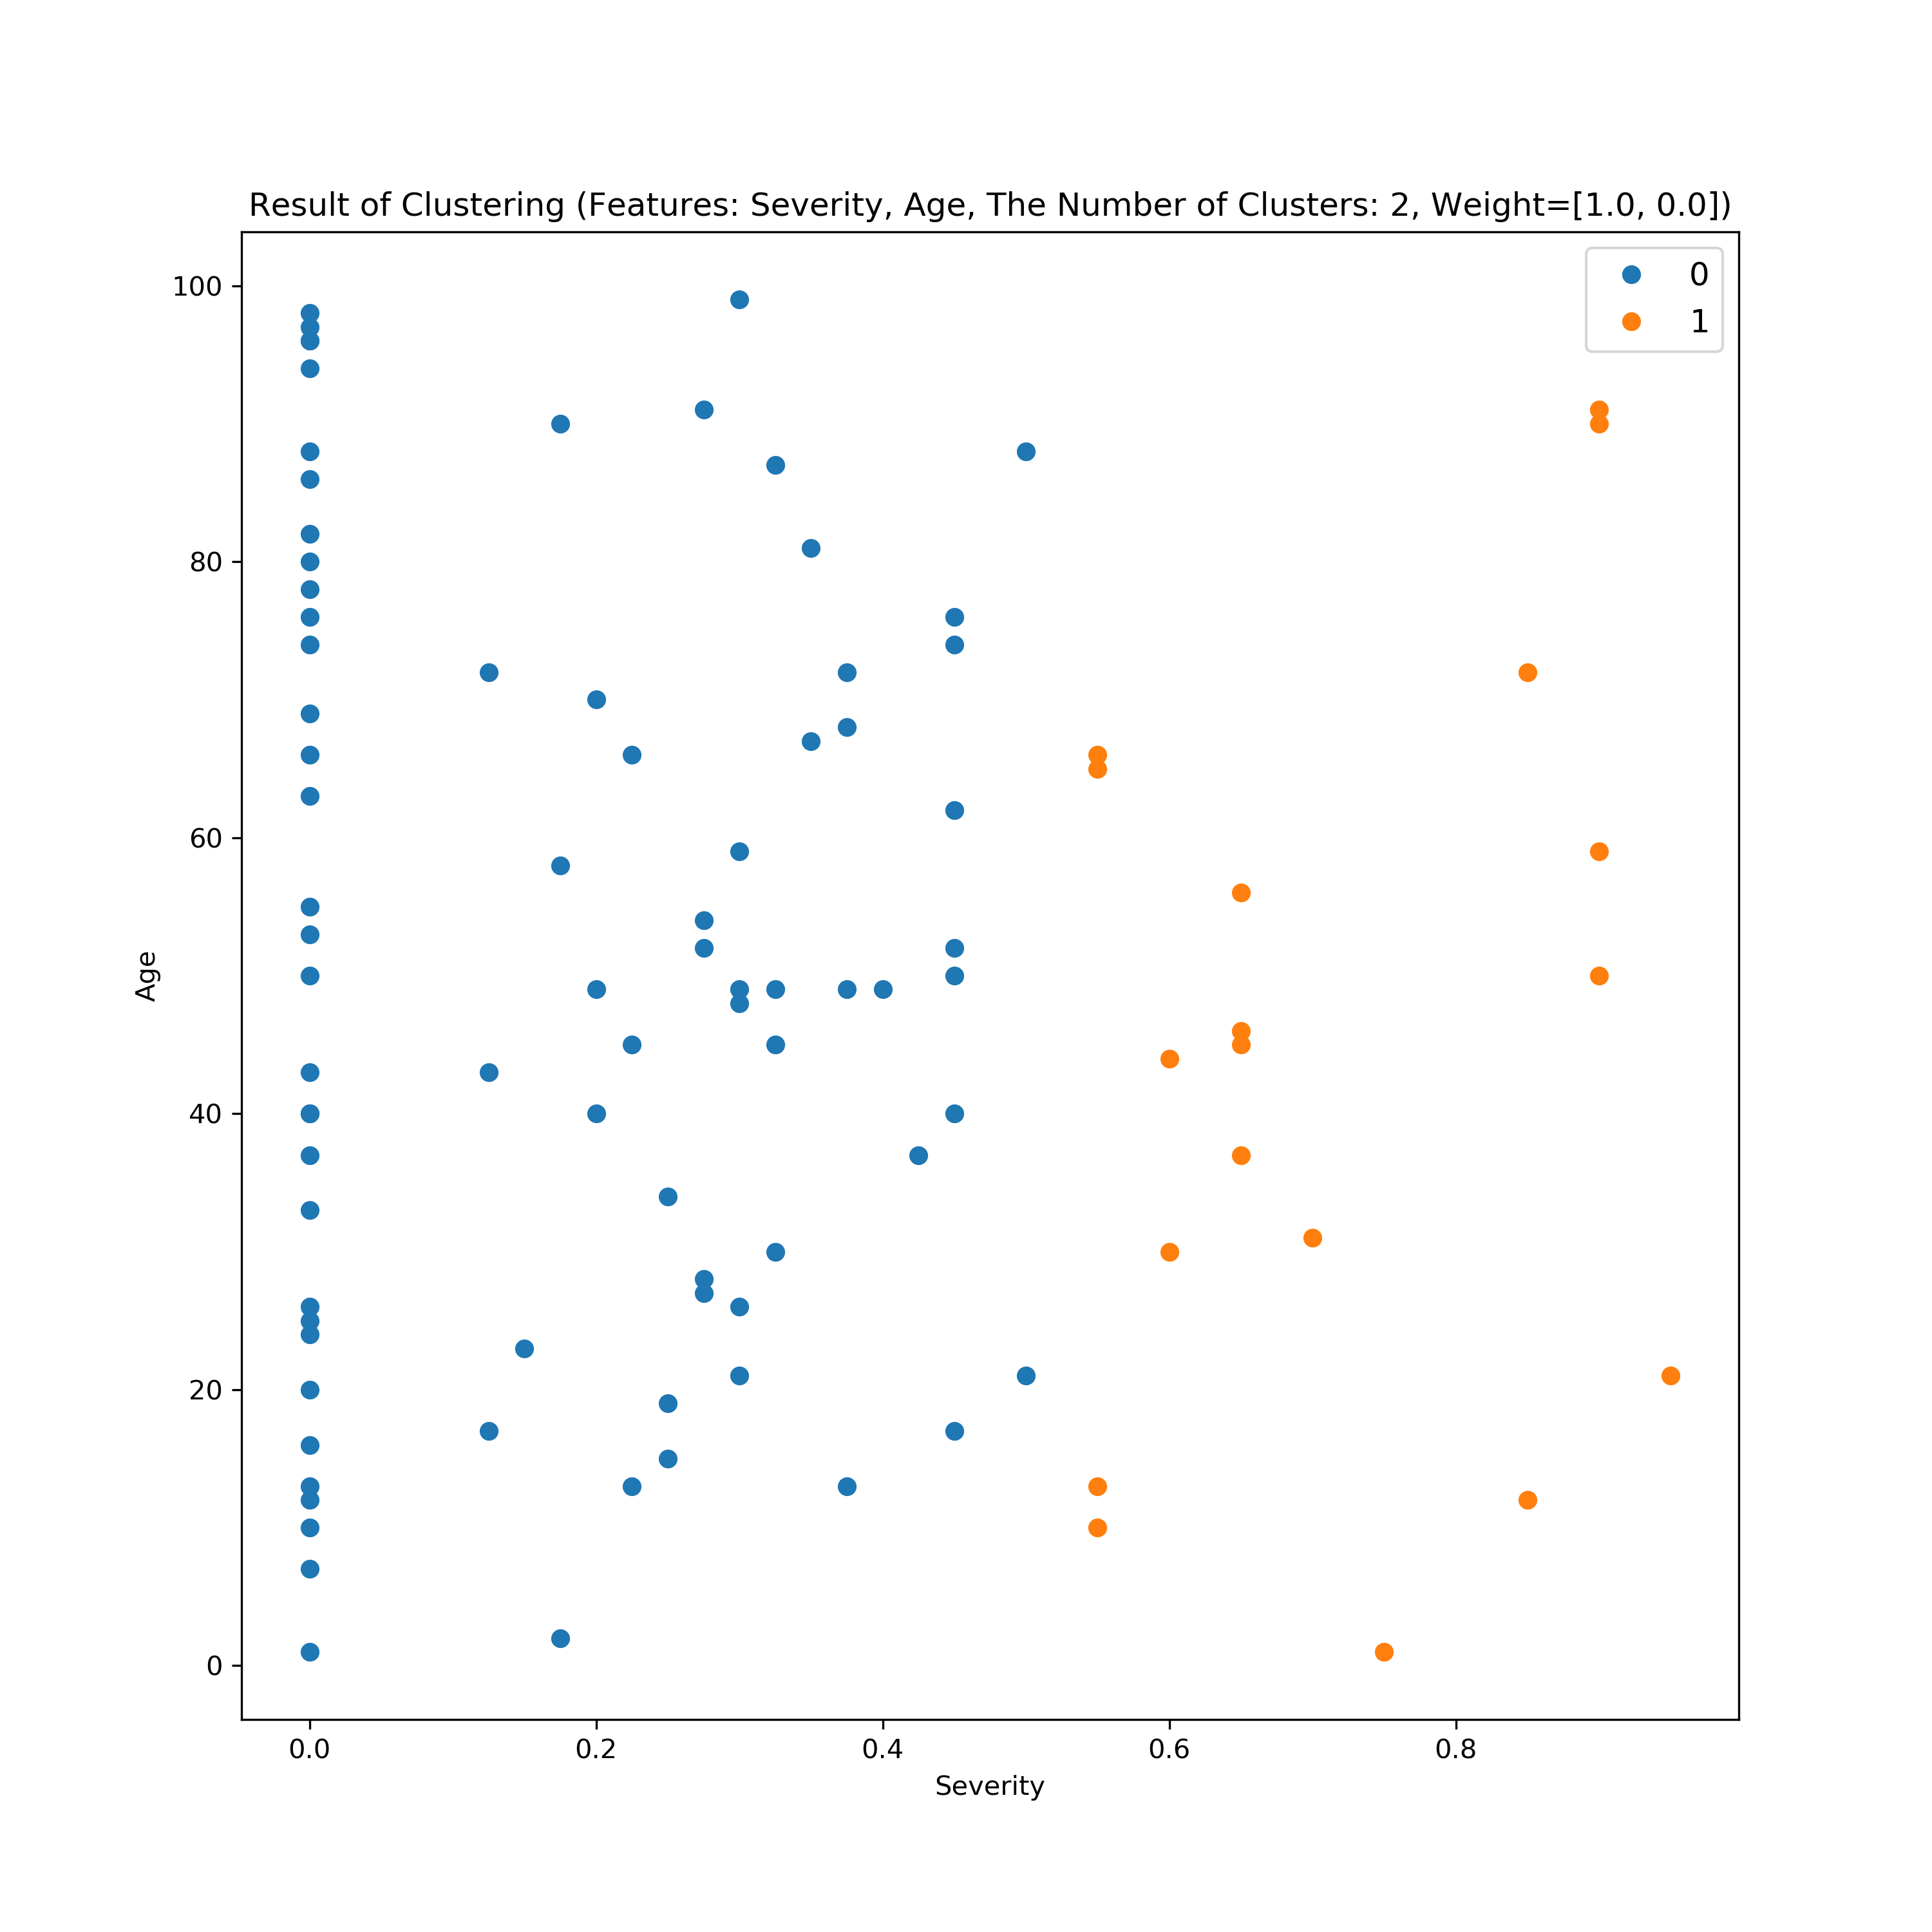 Result of Clustering (Features: Severity, Age, The Number of Clusters: 2, Weight=[1.0, 0.0])
0
1
100
80
60
40
20
0
Age
0.0 0.2 0.4 0.6 0.8
Severity